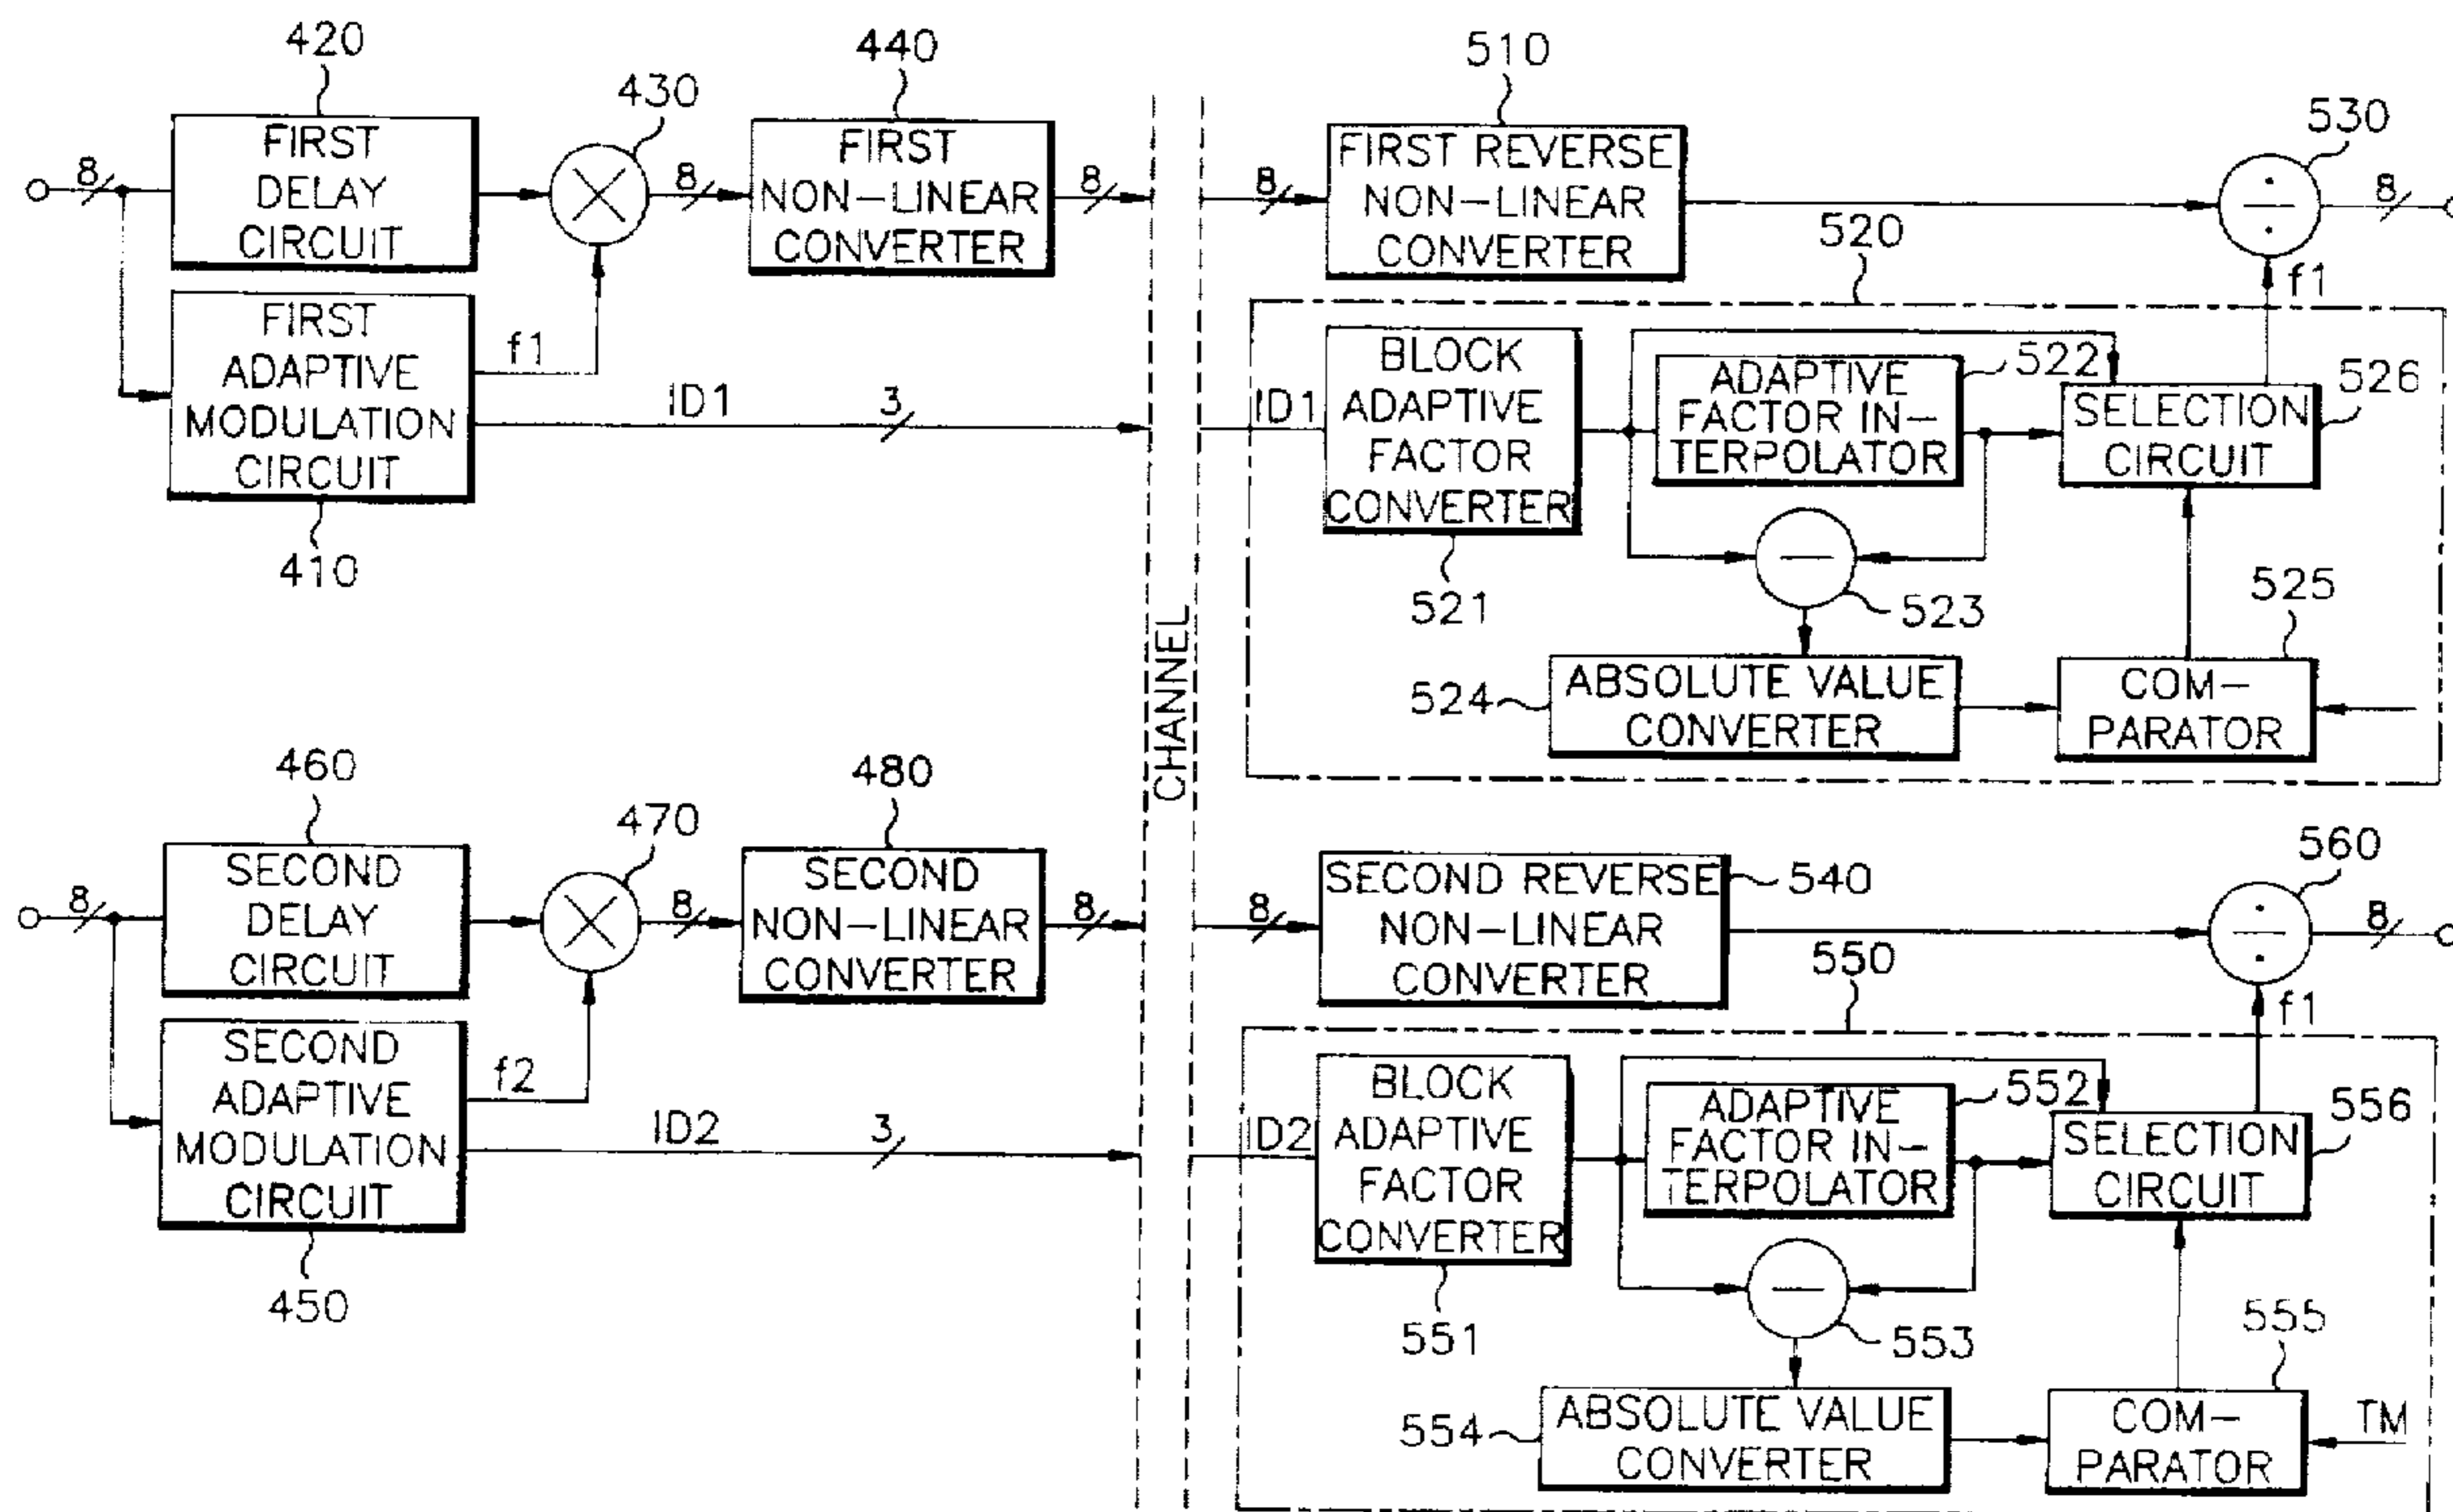 420
440
510
430
530
FIRST
DELAY
CIRCUIT
FIRST
NON-LINEAR
CONVERTER
FIRST REVERSE
NON-LINEAR
CONVERTER
8
8
8
8
8
520
f1
FIRST
ADAPTIVE
MODULATION
CIRCUIT
f1
ID1
3
ID1
BLOCK
ADAPTIVE
FACTOR
CONVERTER
ADAPTIVE
FACTOR IN-
TERPOLATOR
522
SELECTION
CIRCUIT
526
410
521
523
525
524
ABSOLUTE VALUE
CONVERTER
COM-
PARATOR
CHANNEL
460
480
470
560
SECOND
DELAY
CIRCUIT
SECOND
NON-LINEAR
CONVERTER
SECOND REVERSE
NON-LINEAR
CONVERTER
540
8
8
8
8
8
550
f1
SECOND
ADAPTIVE
MODULATION
CIRCUIT
f2
ID2
3
ID2
BLOCK
ADAPTIVE
FACTOR
CONVERTER
ADAPTIVE
FACTOR IN-
TERPOLATOR
552
SELECTION
CIRCUIT
556
450
551
553
555
554
ABSOLUTE VALUE
CONVERTER
COM-
PARATOR
TM